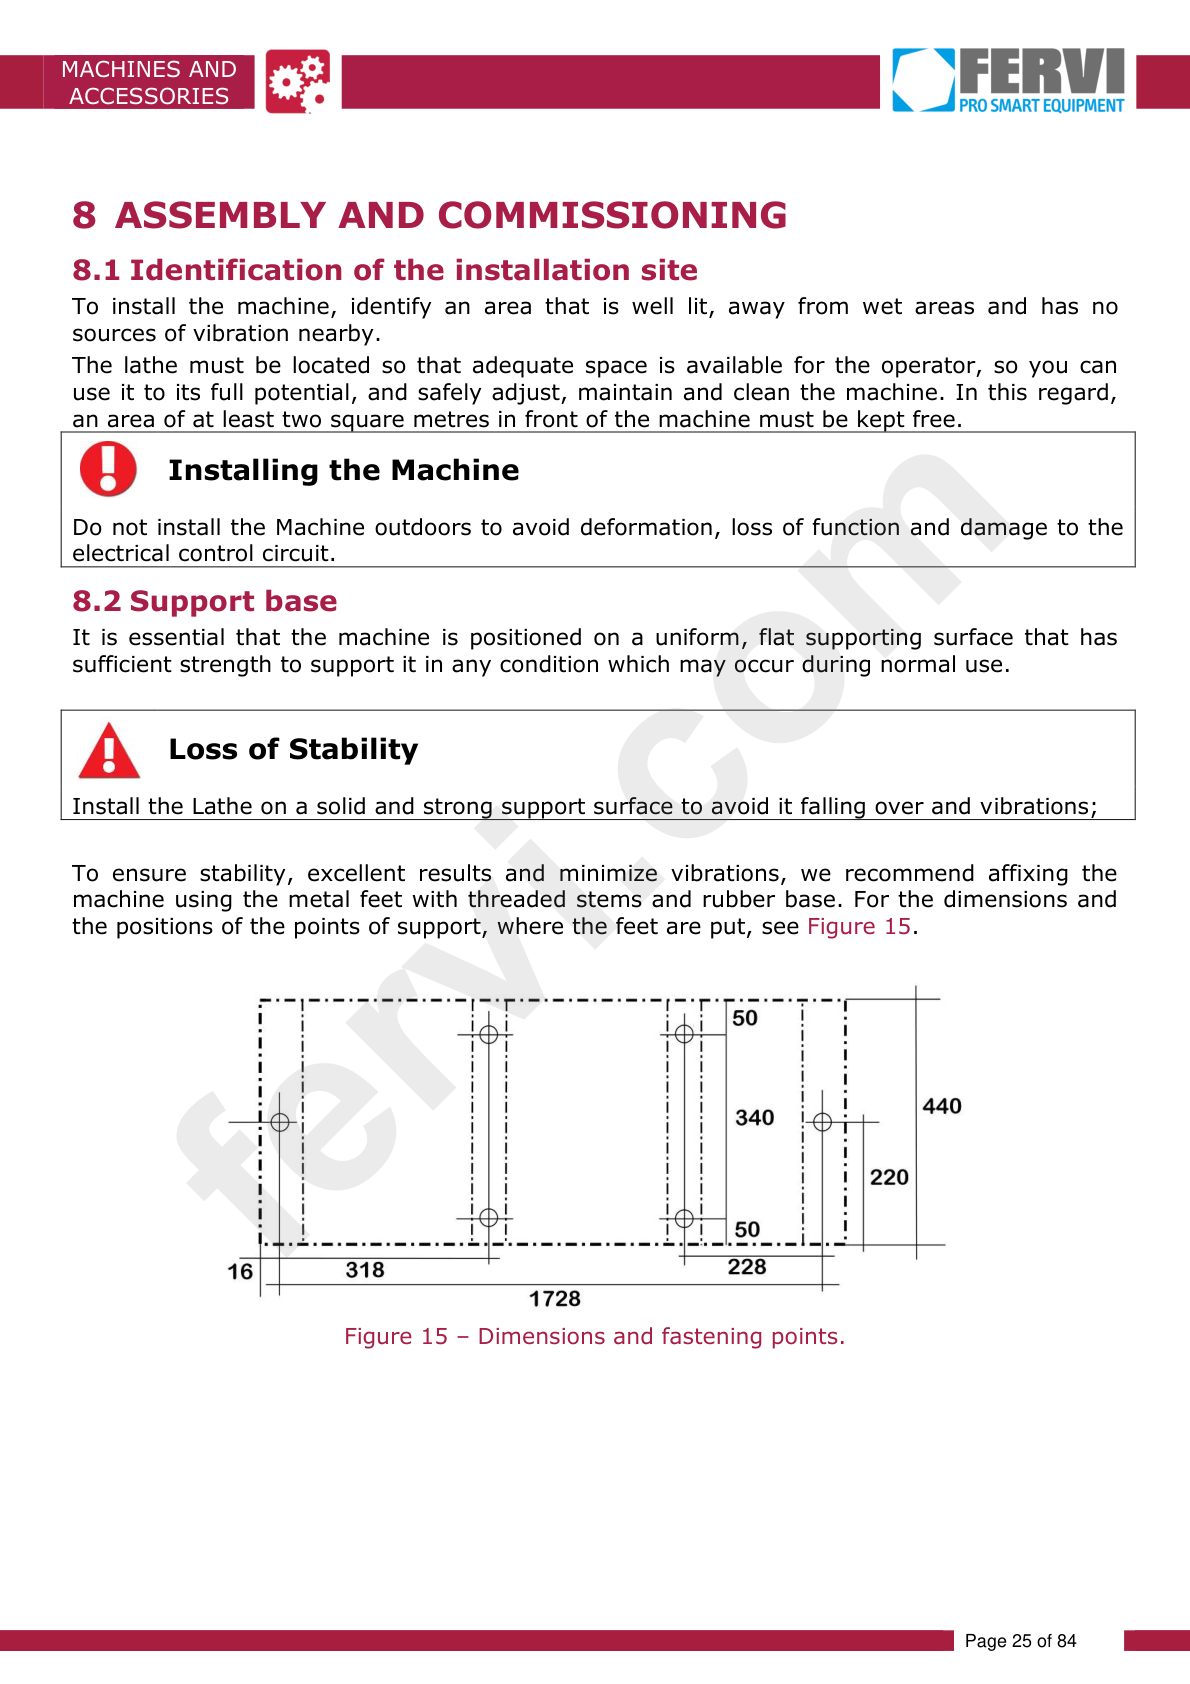 MACHINES AND
ACCESSORIES
FERVI
PRO SMART EQUIPMENT
8 ASSEMBLY AND COMMISSIONING
8.1 Identification of the installation site
To install the machine, identify an area that is well lit, away from wet areas and has no
sources of vibration nearby.
The lathe must be located so that adequate space is available for the operator, so you can
use it to its full potential, and safely adjust, maintain and clean the machine. In this regard,
an area of at least two square metres in front of the machine must be kept free.
Installing the Machine
Do not install the Machine outdoors to avoid deformation, loss of function and damage to the
electrical control circuit.
8.2 Support base
It is essential that the machine is positioned on a uniform, flat supporting surface that has
sufficient strength to support it in any condition which may occur during normal use.
Loss of Stability
Install the Lathe on a solid and strong support surface to avoid it falling over and vibrations;
To ensure stability, excellent results and minimize vibrations, we recommend affixing the
machine using the metal feet with threaded stems and rubber base. For the dimensions and
the positions of the points of support, where the feet are put, see Figure 15.
50
340
440
220
50
16
318
228
1728
Figure 15 – Dimensions and fastening points.
fervi.com
Page 25 of 84